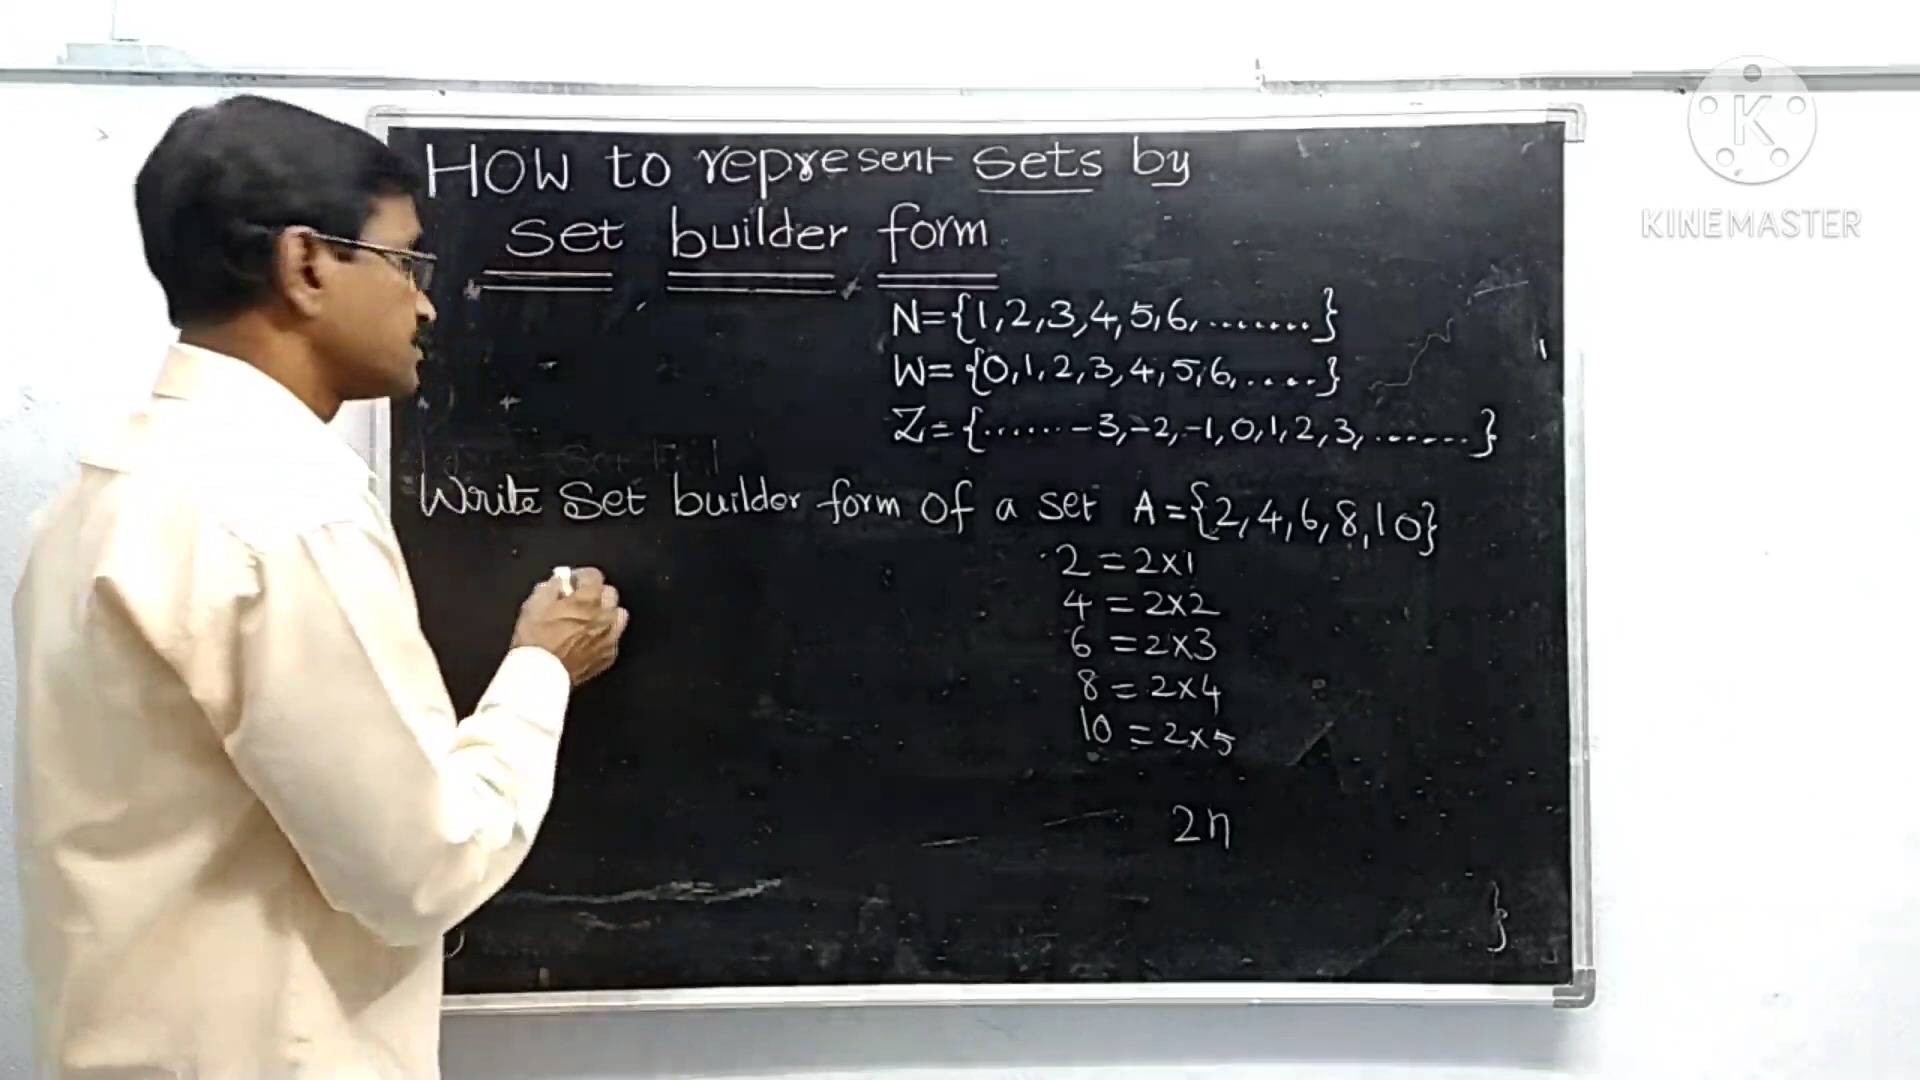 HOW to represent sets by
set builder form
N={1,2,3,4,5,6,........}
W={0,1,2,3,4,5,6,.....}
Z={......-3,-2,-1,0,1,2,3,.......}
Write set builder form of a set A={2,4,6,8,10}
2=2x1
4=2x2
6=2x3
8=2x4
10=2x5
2n
}
K
KINEMASTER